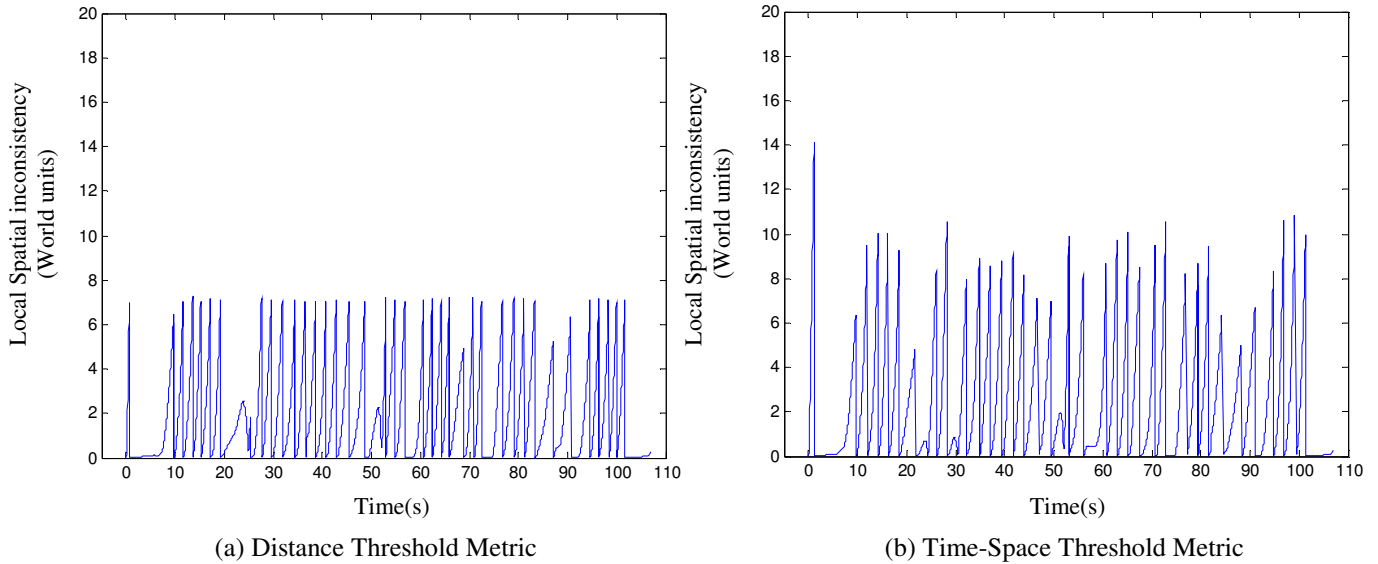 20
18
16
14
12
10
8
6
4
2
0
Local Spatial inconsistency
(World units)
0 10 20 30 40 50 60 70 80 90 100 110
Time(s)
(a) Distance Threshold Metric
20
18
16
14
12
10
8
6
4
2
0
Local Spatial inconsistency
(World units)
0 10 20 30 40 50 60 70 80 90 100 110
Time(s)
(b) Time-Space Threshold Metric